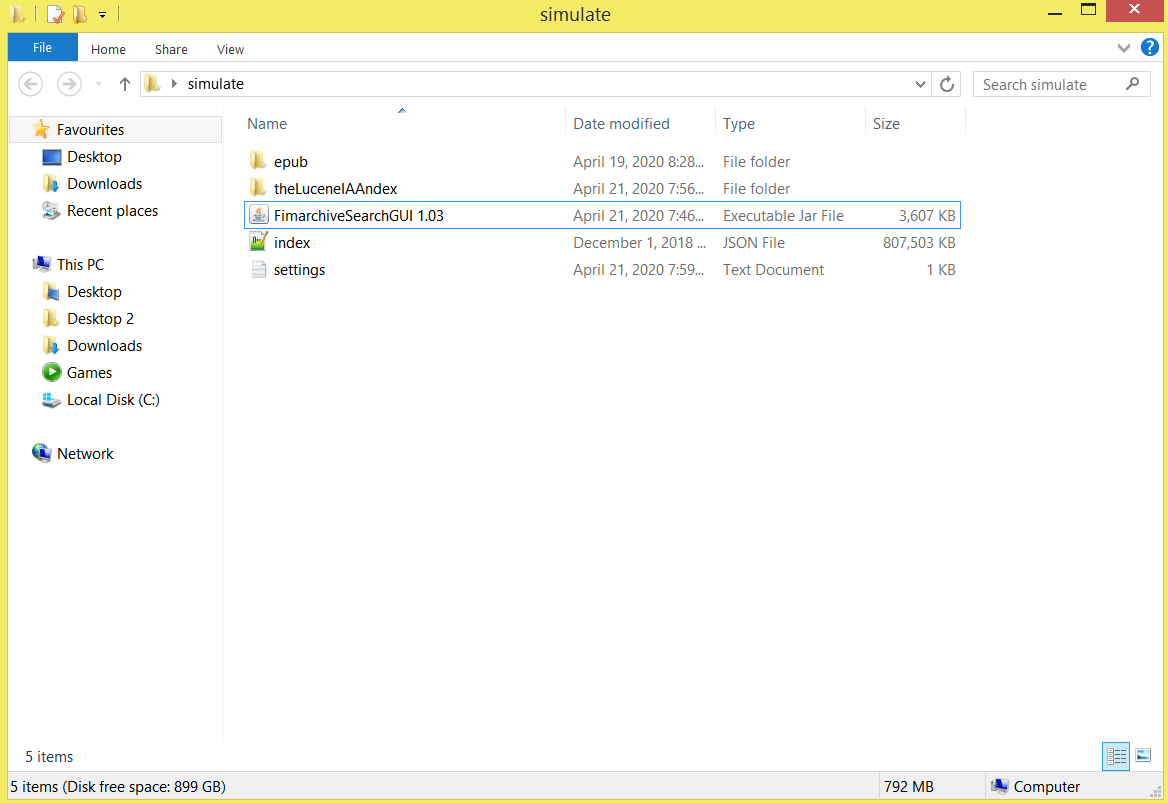 simulate
File Home Share View
simulate
Search simulate
Name Date modified Type Size
Favourites
Desktop
Downloads
Recent places
This PC
Desktop
Desktop 2
Downloads
Games
Local Disk (C:)
Network
epub April 19, 2020 8:28... File folder
theLuceneIAAndex April 21, 2020 7:56... File folder
FimarchiveSearchGUI 1.03 April 21, 2020 7:46... Executable Jar File 3,607 KB
index December 1, 2018 ... JSON File 807,503 KB
settings April 21, 2020 7:59... Text Document 1 KB
5 items
5 items (Disk free space: 899 GB) 792 MB Computer